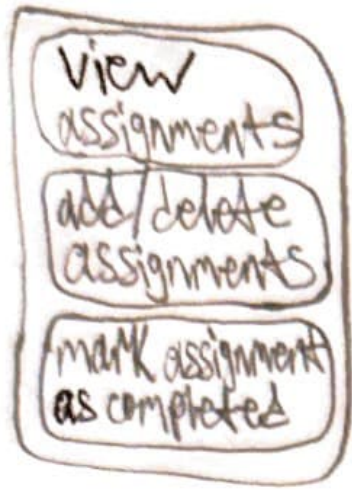 view
assignments
add/delete
assignments
mark assignment
as completed